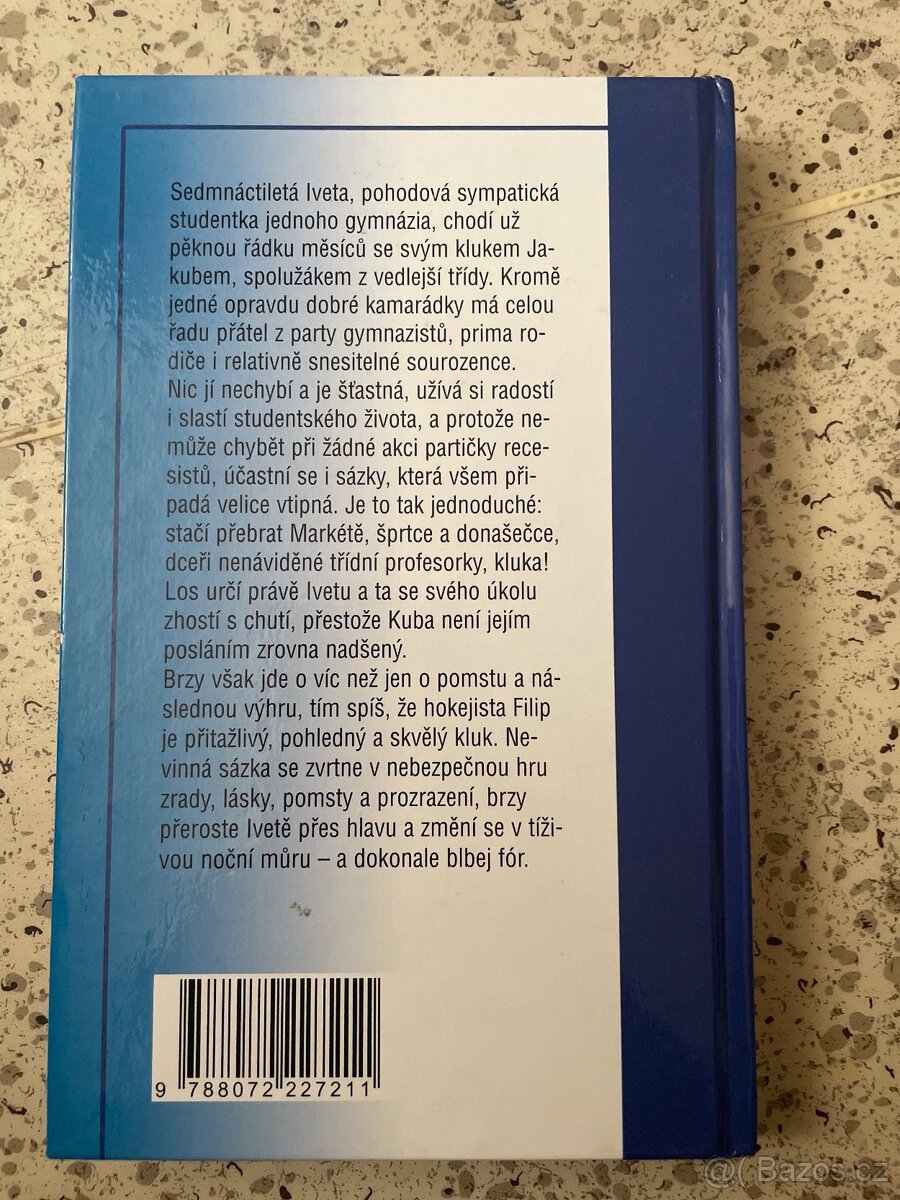 Sedmnáctiletá Iveta, pohodová sympatická
studentka jednoho gymnázia, chodí už
pěknou řádku měsíců se svým klukem Ja-
kubem, spolužákem z vedlejší třídy. Kromě
jedné opravdu dobré kamarádky má celou
řadu přátel z party gymnazistů, prima ro-
diče i relativně snesitelné sourozence.
Nic jí nechybí a je šťastná, užívá si radostí
i slastí studentského života, a protože ne-
může chybět při žádné akci partičky rece-
sistů, účastní se i sázky, která všem při-
padá velice vtipná. Je to tak jednoduché:
stačí přebrat Markétě, šprtce a donašečce,
dceři nenáviděné třídní profesorky, kluka!
Los určí právě Ivetu a ta se svého úkolu
zhostí s chutí, přestože Kuba není jejím
posláním zrovna nadšený.
Brzy však jde o víc než jen o pomstu a ná-
slednou výhru, tím spíš, že hokejista Filip
je přitažlivý, pohledný a skvělý kluk. Ne-
vinná sázka se zvrtne v nebezpečnou hru
zrady, lásky, pomsty a prozrazení, brzy
přeroste Ivetě přes hlavu a změní se v tíži-
vou noční můru – a dokonale blbej fór.
9 788072 227211
@( Bazos.cz